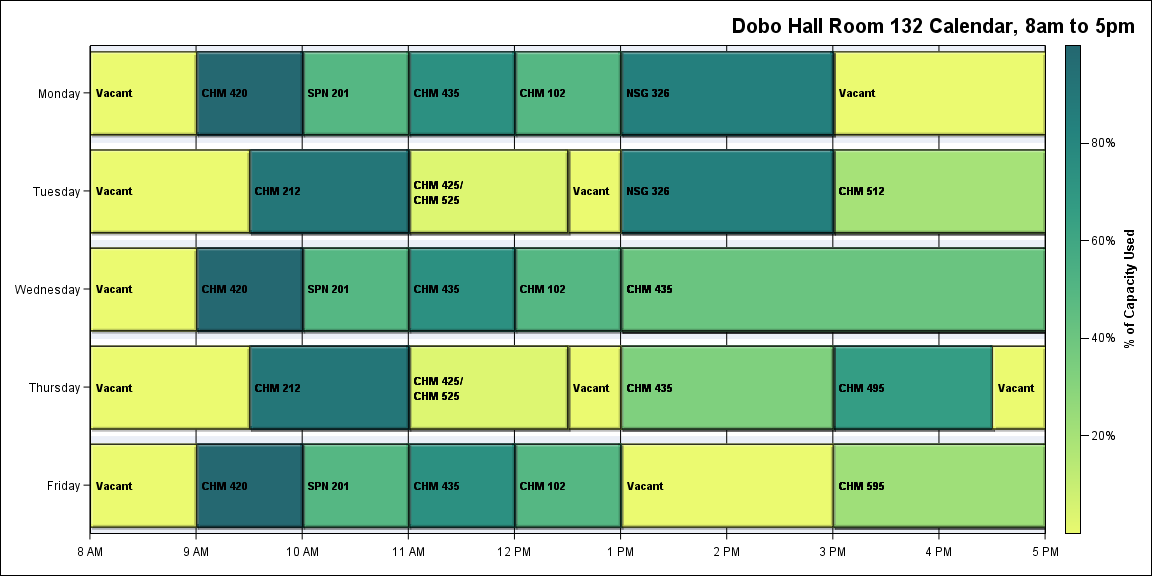 Dobo Hall Room 132 Calendar, 8am to 5pm
Monday
Vacant
CHM 420
SPN 201
CHM 435
CHM 102
NSG 326
Vacant
Tuesday
Vacant
CHM 212
CHM 425/
CHM 525
Vacant
NSG 326
CHM 512
Wednesday
Vacant
CHM 420
SPN 201
CHM 435
CHM 102
CHM 435
Thursday
Vacant
CHM 212
CHM 425/
CHM 525
Vacant
CHM 435
CHM 495
Vacant
Friday
Vacant
CHM 420
SPN 201
CHM 435
CHM 102
Vacant
CHM 595
8 AM
9 AM
10 AM
11 AM
12 PM
1 PM
2 PM
3 PM
4 PM
5 PM
80%
60%
40%
20%
% of Capacity Used